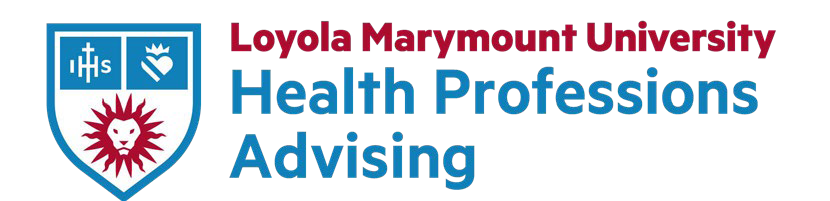 IHS
Loyola Marymount University
Health Professions
Advising